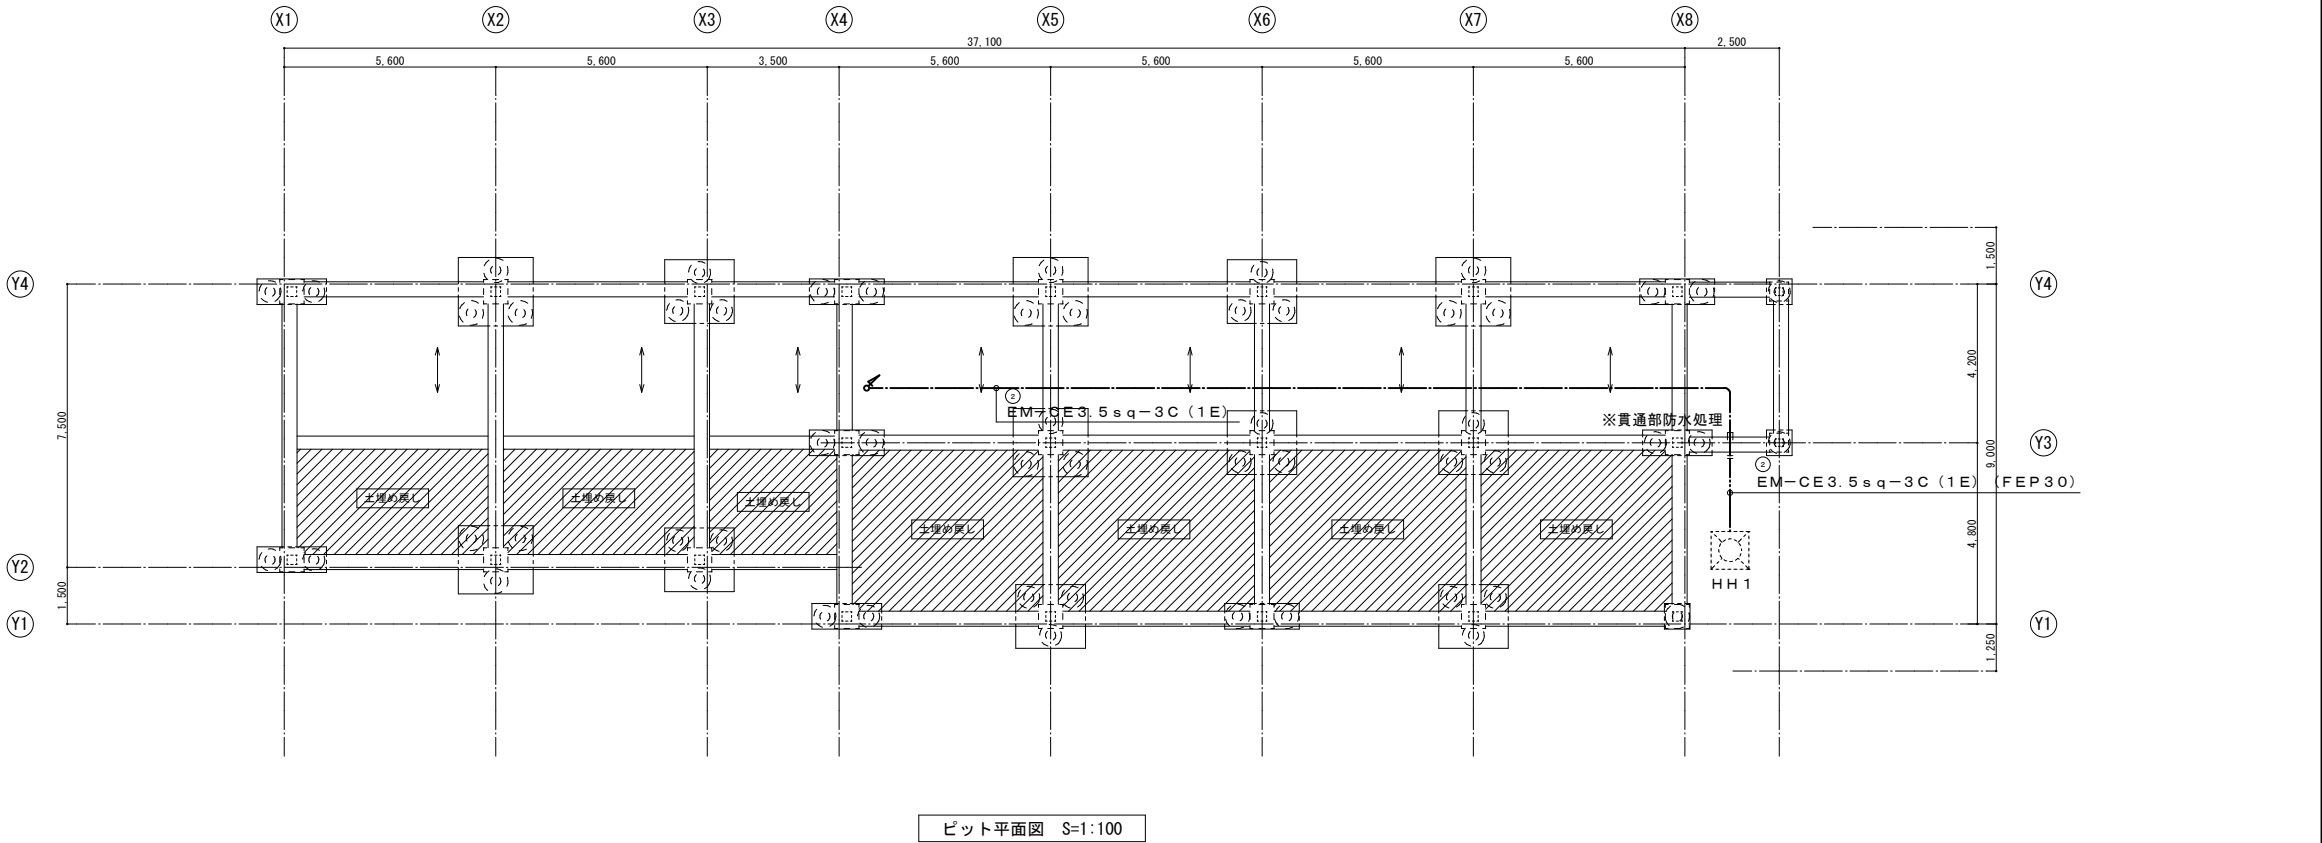 X1 X2 X3 X4 X5 X6 X7 X8
37,100 2,500
5,600 5,600 3,500 5,600 5,600 5,600 5,600
1,500
Y4 Y4
4,200
7,500
②
EM-CE3.5sq-3C(1E)
※貫通部防水処理
Y3
9,000
②
EM-CE3.5sq-3C(1E)(FEP30)
土埋め戻し 土埋め戻し 土埋め戻し
土埋め戻し 土埋め戻し 土埋め戻し 土埋め戻し
4,800
Y2
HH1
1,500
Y1 Y1
1,250
ピット平面図 S=1:100